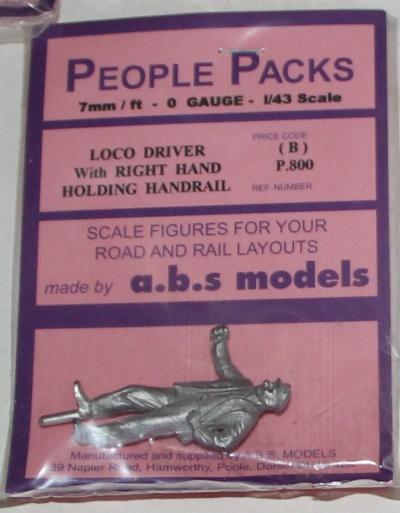 PEOPLE PACKS
7mm / ft - 0 GAUGE - I/43 Scale
LOCO DRIVER
With RIGHT HAND
HOLDING HANDRAIL
PRICE CODE
( B )
P.800
REF. NUMBER
SCALE FIGURES FOR YOUR
ROAD AND RAIL LAYOUTS
made by a.b.s models
Manufactured and supplied by A.B.S. MODELS
39 Napier Road, Hamworthy, Poole,